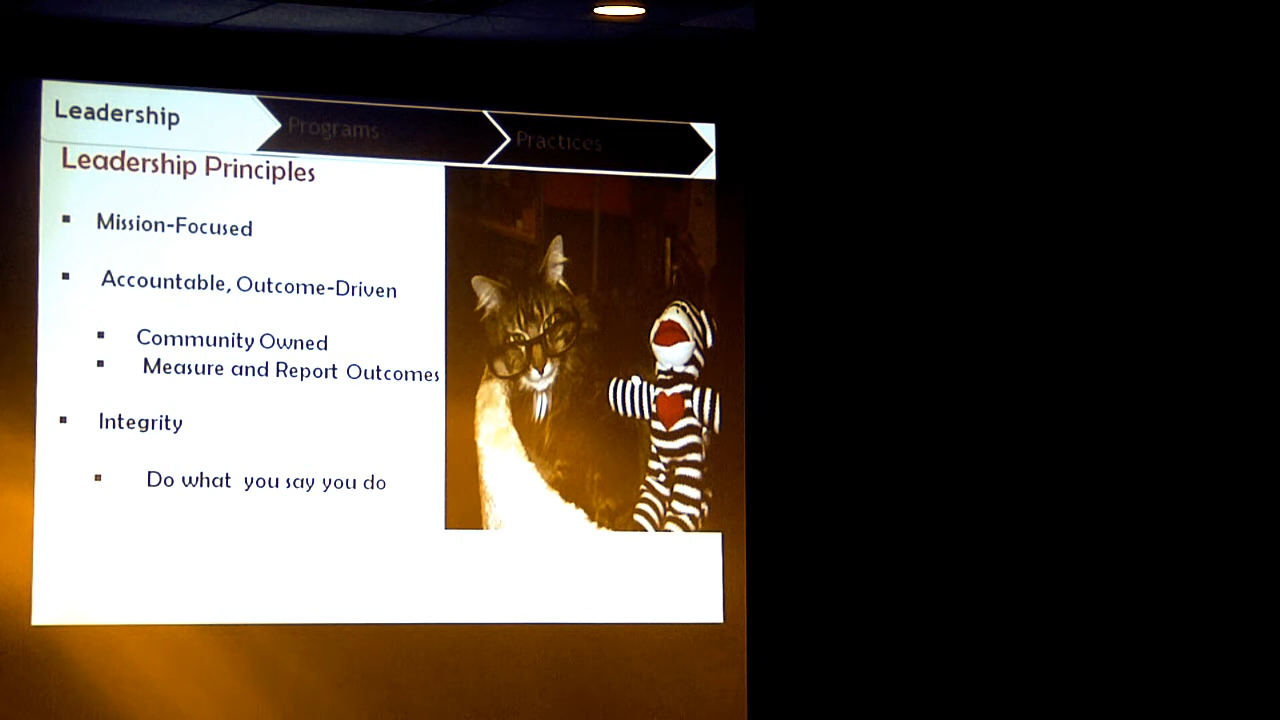 Leadership
Programs
Practices
Leadership Principles
Mission-Focused
Accountable, Outcome-Driven
Community Owned
Measure and Report Outcomes
Integrity
Do what you say you do